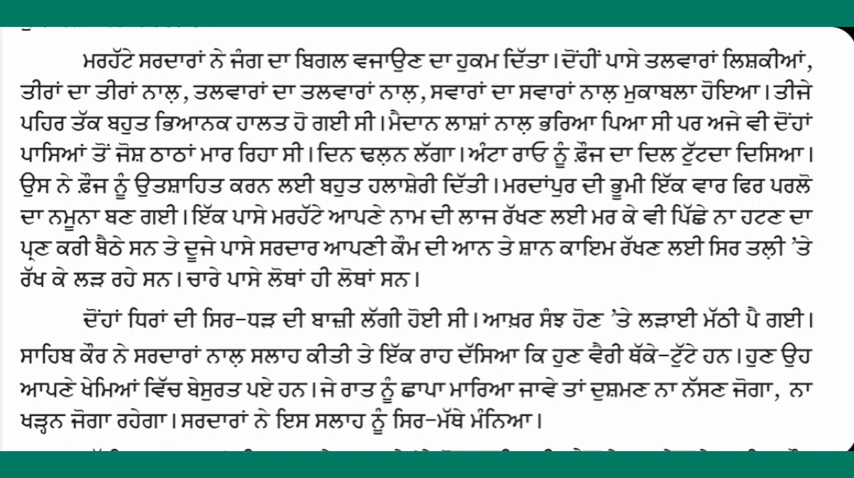 ਮਰਹੱਟੇ ਸਰਦਾਰਾਂ ਨੇ ਜੰਗ ਦਾ ਬਿਗਲ ਵਜਾਉਣ ਦਾ ਹੁਕਮ ਦਿੱਤਾ। ਦੋਂਹੀਂ ਪਾਸੇ ਤਲਵਾਰਾਂ ਲਿਸ਼ਕੀਆਂ,
ਤੀਰਾਂ ਦਾ ਤੀਰਾਂ ਨਾਲ਼, ਤਲਵਾਰਾਂ ਦਾ ਤਲਵਾਰਾਂ ਨਾਲ਼, ਸਵਾਰਾਂ ਦਾ ਸਵਾਰਾਂ ਨਾਲ਼ ਮੁਕਾਬਲਾ ਹੋਇਆ। ਤੀਜੇ
ਪਹਿਰ ਤੱਕ ਬਹੁਤ ਭਿਆਨਕ ਹਾਲਤ ਹੋ ਗਈ ਸੀ। ਮੈਦਾਨ ਲਾਸ਼ਾਂ ਨਾਲ਼ ਭਰਿਆ ਪਿਆ ਸੀ ਪਰ ਅਜੇ ਵੀ ਦੋਂਹਾਂ
ਪਾਸਿਆਂ ਤੋਂ ਜੋਸ਼ ਠਾਠਾਂ ਮਾਰ ਰਿਹਾ ਸੀ। ਦਿਨ ਢਲ਼ਨ ਲੱਗਾ। ਅੰਟਾ ਰਾਓ ਨੂੰ ਫ਼ੌਜ ਦਾ ਦਿਲ ਟੁੱਟਦਾ ਦਿਸਿਆ।
ਉਸ ਨੇ ਫ਼ੌਜ ਨੂੰ ਉਤਸ਼ਾਹਿਤ ਕਰਨ ਲਈ ਬਹੁਤ ਹਲਾਸ਼ੇਰੀ ਦਿੱਤੀ। ਮਰਦਾਂਪੁਰ ਦੀ ਭੂਮੀ ਇੱਕ ਵਾਰ ਫਿਰ ਪਰਲੋ
ਦਾ ਨਮੂਨਾ ਬਣ ਗਈ। ਇੱਕ ਪਾਸੇ ਮਰਹੱਟੇ ਆਪਣੇ ਨਾਮ ਦੀ ਲਾਜ ਰੱਖਣ ਲਈ ਮਰ ਕੇ ਵੀ ਪਿੱਛੇ ਨਾ ਹਟਣ ਦਾ
ਪ੍ਰਣ ਕਰੀ ਬੈਠੇ ਸਨ ਤੇ ਦੂਜੇ ਪਾਸੇ ਸਰਦਾਰ ਆਪਣੀ ਕੌਮ ਦੀ ਆਨ ਤੇ ਸ਼ਾਨ ਕਾਇਮ ਰੱਖਣ ਲਈ ਸਿਰ ਤਲ਼ੀ ’ਤੇ
ਰੱਖ ਕੇ ਲੜ ਰਹੇ ਸਨ। ਚਾਰੇ ਪਾਸੇ ਲੋਥਾਂ ਹੀ ਲੋਥਾਂ ਸਨ।
ਦੋਂਹਾਂ ਧਿਰਾਂ ਦੀ ਸਿਰ-ਧੜ ਦੀ ਬਾਜ਼ੀ ਲੱਗੀ ਹੋਈ ਸੀ। ਆਖ਼ਰ ਸੰਝ ਹੋਣ ’ਤੇ ਲੜਾਈ ਮੱਠੀ ਪੈ ਗਈ।
ਸਾਹਿਬ ਕੌਰ ਨੇ ਸਰਦਾਰਾਂ ਨਾਲ਼ ਸਲਾਹ ਕੀਤੀ ਤੇ ਇੱਕ ਰਾਹ ਦੱਸਿਆ ਕਿ ਹੁਣ ਵੈਰੀ ਥੱਕੇ-ਟੁੱਟੇ ਹਨ। ਹੁਣ ਉਹ
ਆਪਣੇ ਖੇਮਿਆਂ ਵਿੱਚ ਬੇਸੁਰਤ ਪਏ ਹਨ। ਜੇ ਰਾਤ ਨੂੰ ਛਾਪਾ ਮਾਰਿਆ ਜਾਵੇ ਤਾਂ ਦੁਸ਼ਮਣ ਨਾ ਨੱਸਣ ਜੋਗਾ, ਨਾ
ਖੜ੍ਹਨ ਜੋਗਾ ਰਹੇਗਾ। ਸਰਦਾਰਾਂ ਨੇ ਇਸ ਸਲਾਹ ਨੂੰ ਸਿਰ-ਮੱਥੇ ਮੰਨਿਆ।